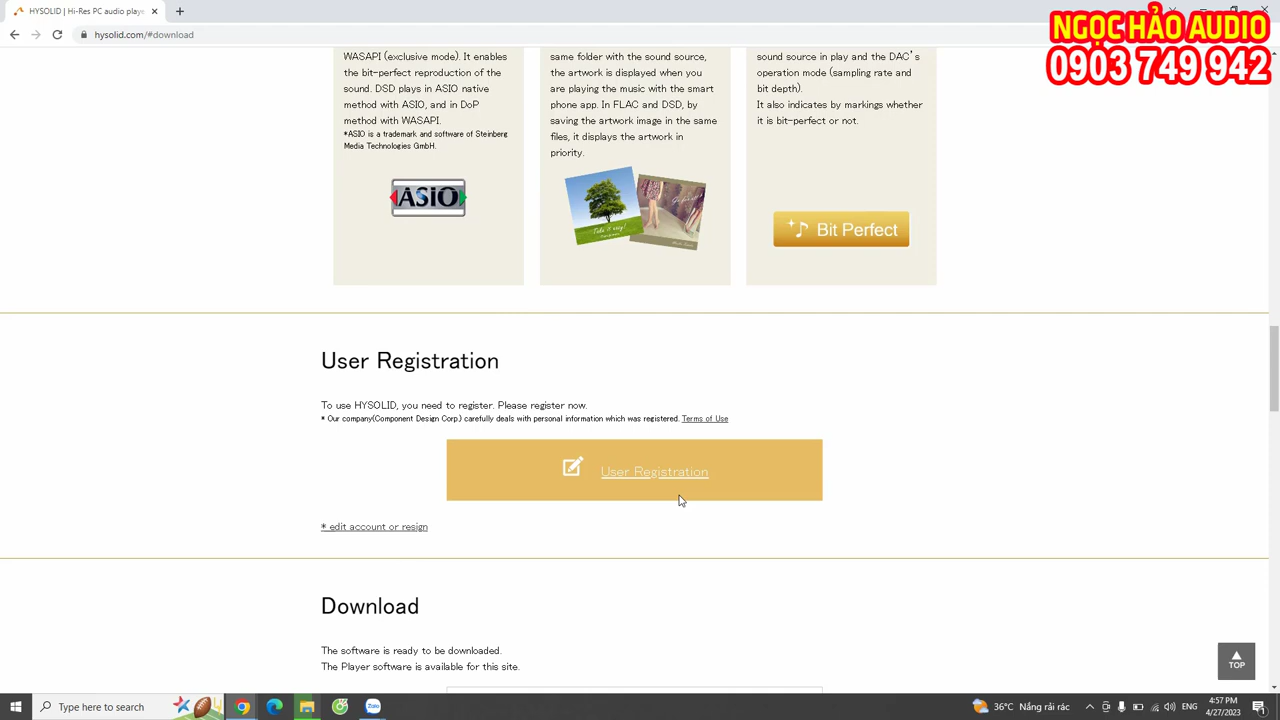 HYSOLID | Hi-Res PC audio playe
hysolid.com/#download
NGỌC HẢO AUDIO
0903 749 942
WASAPI (exclusive mode). It enables
the bit-perfect reproduction of the
sound. DSD plays in ASIO native
method with ASIO, and in DoP
method with WASAPI.
*ASIO is a trademark and software of Steinberg
Media Technologies GmbH.
ASIO
same folder with the sound source,
the artwork is displayed when you
are playing the music with the smart
phone app. In FLAC and DSD, by
saving the artwork image in the same
files, it displays the artwork in
priority.
Take it easy!
sound source in play and the DAC's
operation mode (sampling rate and
bit depth).
It also indicates by markings whether
it is bit-perfect or not.
Bit Perfect
User Registration
To use HYSOLID, you need to register. Please register now.
* Our company(Component Design Corp.) carefully deals with personal information which was registered. Terms of Use
User Registration
* edit account or resign
Download
The software is ready to be downloaded.
The Player software is available for this site.
TOP
Type here to search
Zalo
36°C Nắng rải rác
ENG
4:57 PM
4/27/2023
1